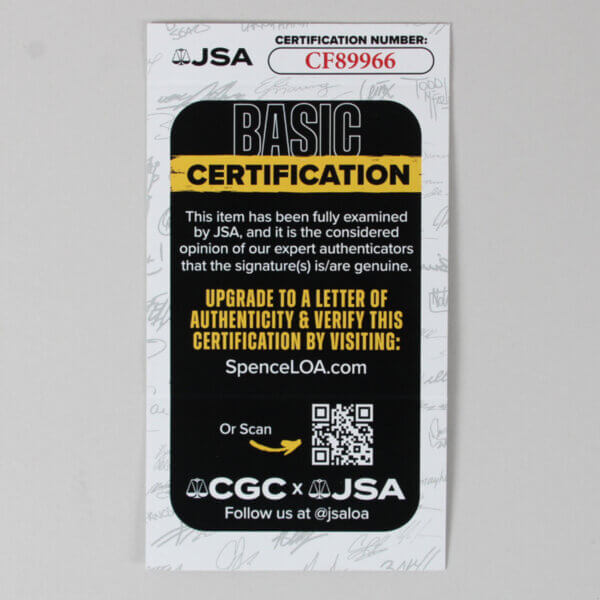 JSA
CERTIFICATION NUMBER:
CF89966
BASIC
CERTIFICATION
This item has been fully examined
by JSA, and it is the considered
opinion of our expert authenticators
that the signature(s) is/are genuine.
UPGRADE TO A LETTER OF
AUTHENTICITY & VERIFY THIS
CERTIFICATION BY VISITING:
SpenceLOA.com
Or Scan
CGC x JSA
Follow us at @jsaloa